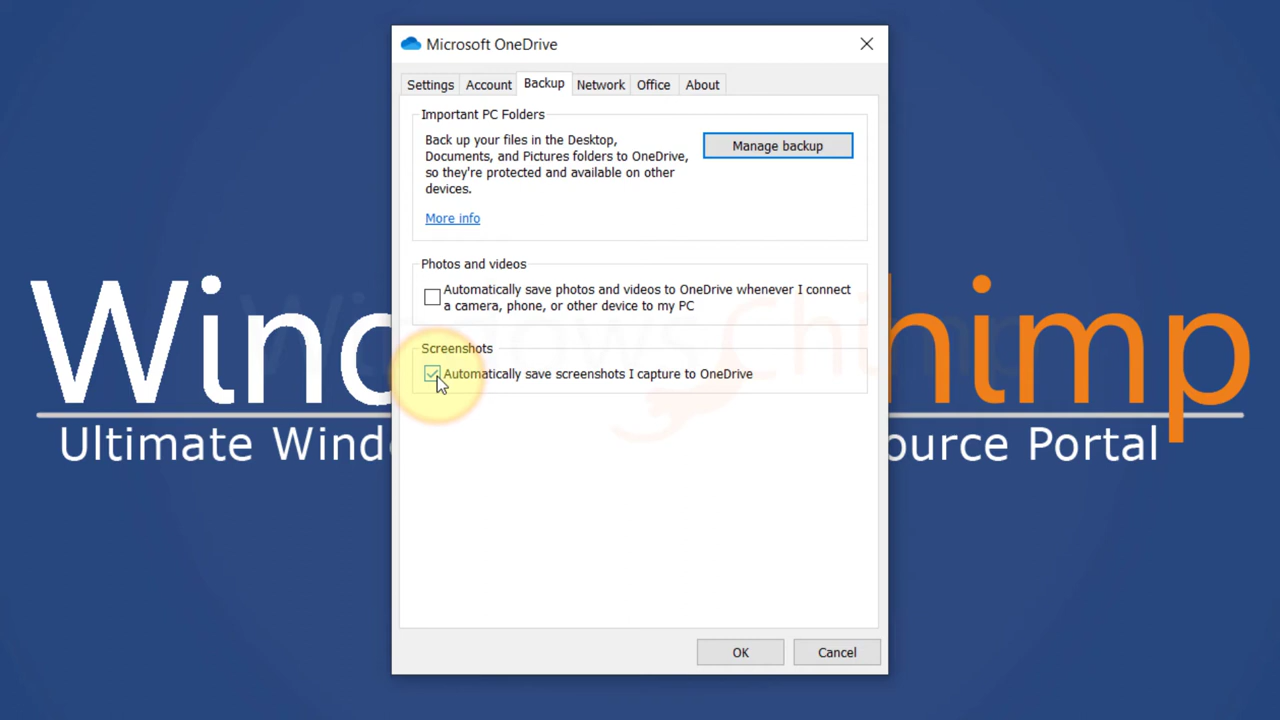 Microsoft OneDrive
Settings Account Backup Network Office About
Important PC Folders
Back up your files in the Desktop,
Documents, and Pictures folders to OneDrive,
so they're protected and available on other
devices.
Manage backup
More info
Photos and videos
Automatically save photos and videos to OneDrive whenever I connect
a camera, phone, or other device to my PC
Screenshots
Automatically save screenshots I capture to OneDrive
OK Cancel
Wind himp
Ultimate Wind ource Portal
WindowsChimp